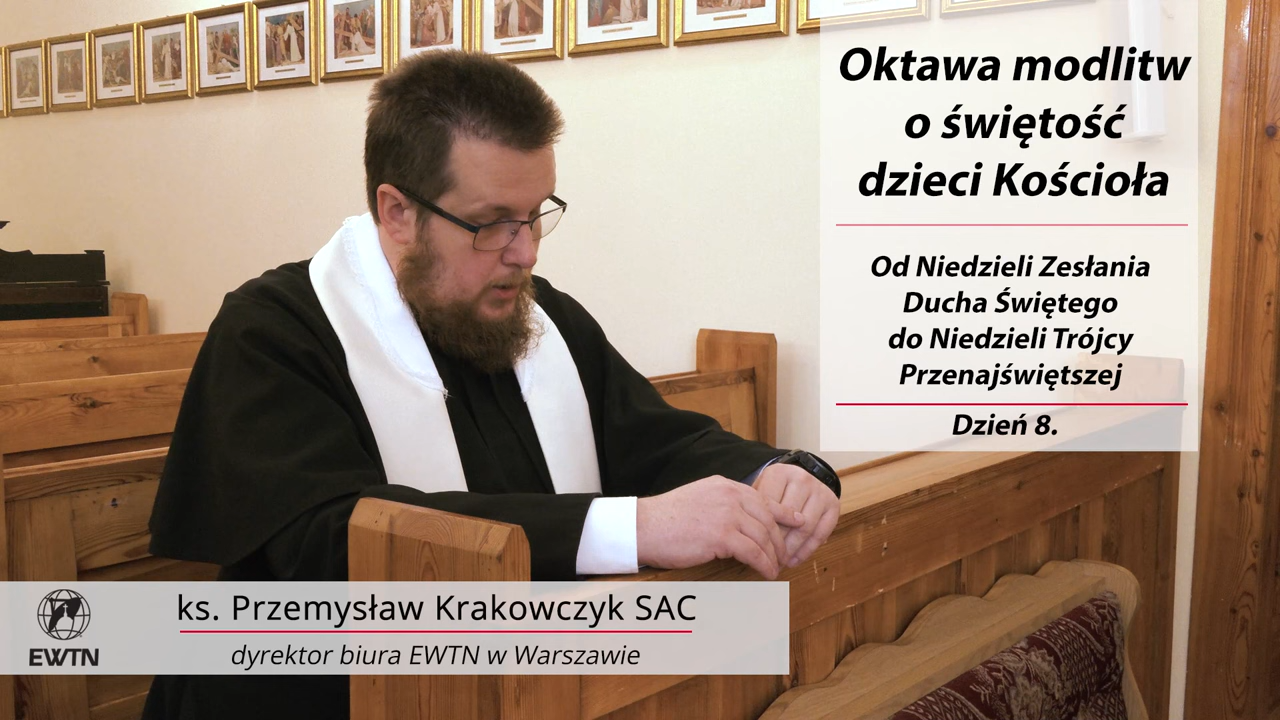 Oktawa modlitw
o świętość
dzieci Kościoła
Od Niedzieli Zesłania
Ducha Świętego
do Niedzieli Trójcy
Przenajświętszej
Dzień 8.
ks. Przemysław Krakowczyk SAC
dyrektor biura EWTN w Warszawie
EWTN